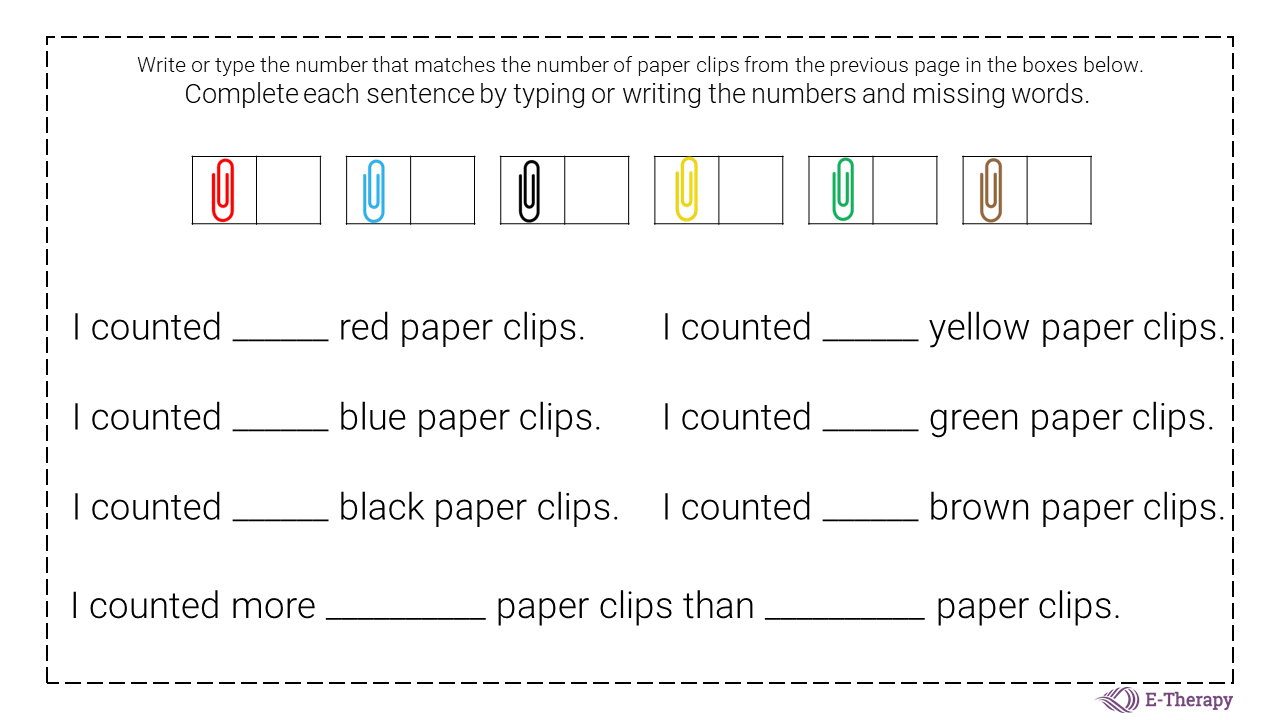 Write or type the number that matches the number of paper clips from the previous page in the boxes below.
Complete each sentence by typing or writing the numbers and missing words.
I counted ______ red paper clips.
I counted ______ yellow paper clips.
I counted ______ blue paper clips.
I counted ______ green paper clips.
I counted ______ black paper clips.
I counted ______ brown paper clips.
I counted more __________ paper clips than __________ paper clips.
E-Therapy